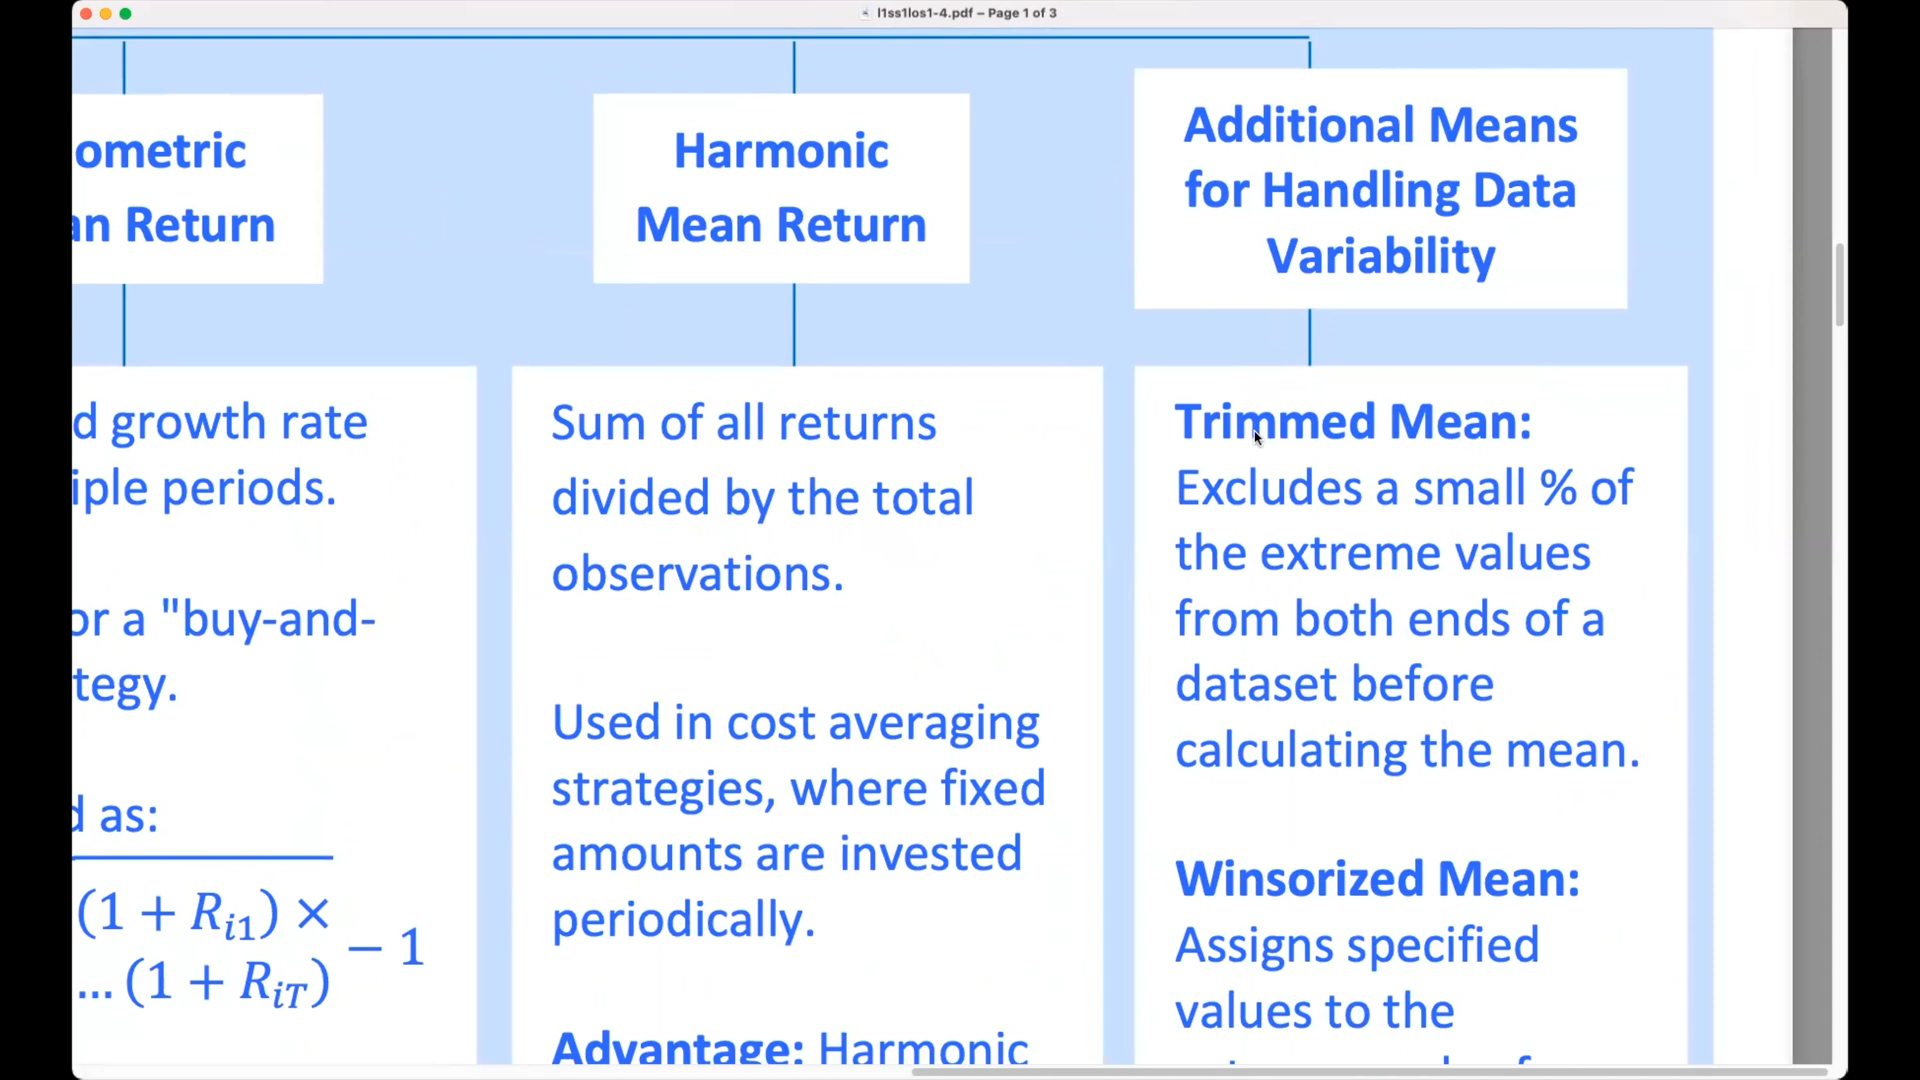 l1ss1los1-4.pdf – Page 1 of 3
ometric
an Return
d growth rate
iple periods.
or a "buy-and-
tegy.
d as:
(1 + R_{i1}) ×
... (1 + R_{iT})
− 1
Harmonic
Mean Return
Sum of all returns
divided by the total
observations.
Used in cost averaging
strategies, where fixed
amounts are invested
periodically.
Advantage: Harmonic
Additional Means
for Handling Data
Variability
Trimmed Mean:
Excludes a small % of
the extreme values
from both ends of a
dataset before
calculating the mean.
Winsorized Mean:
Assigns specified
values to the